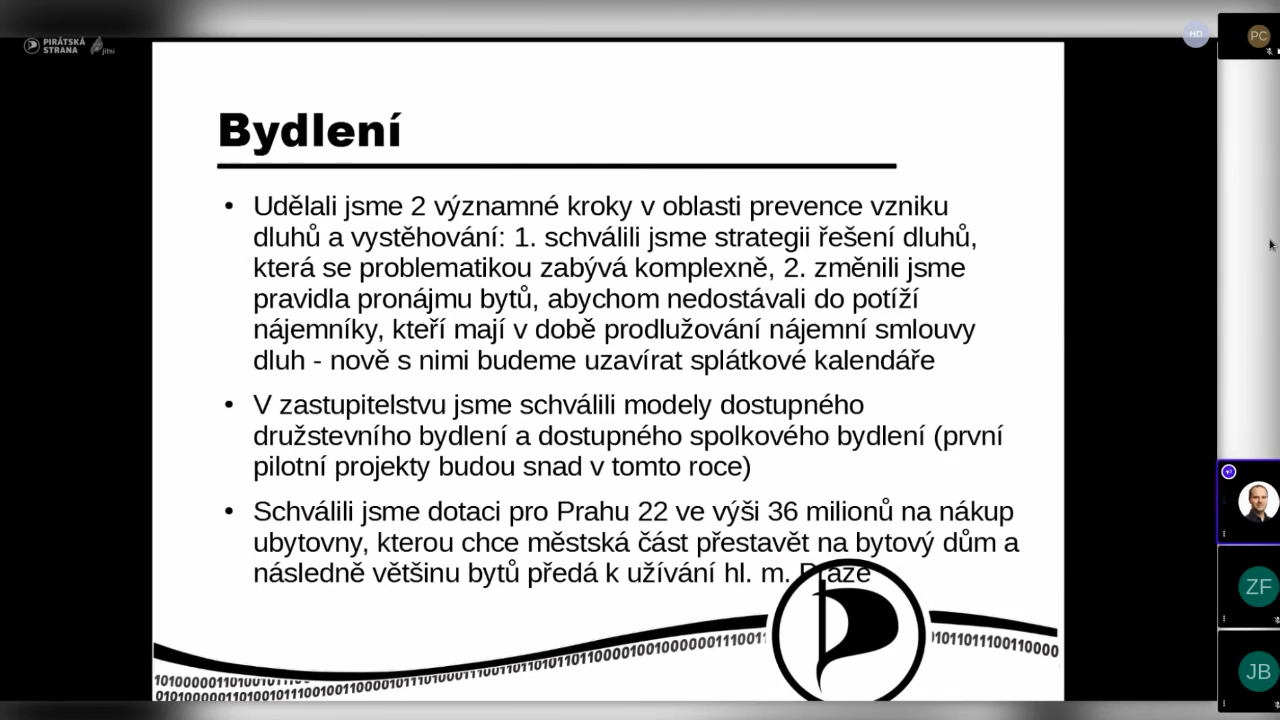 PIRÁTSKÁ
STRANA
jitsi
HD
PC
Bydlení
• Udělali jsme 2 významné kroky v oblasti prevence vzniku
dluhů a vystěhování: 1. schválili jsme strategii řešení dluhů,
která se problematikou zabývá komplexně, 2. změnili jsme
pravidla pronájmu bytů, abychom nedostávali do potíží
nájemníky, kteří mají v době prodlužování nájemní smlouvy
dluh - nově s nimi budeme uzavírat splátkové kalendáře
• V zastupitelstvu jsme schválili modely dostupného
družstevního bydlení a dostupného spolkového bydlení (první
pilotní projekty budou snad v tomto roce)
• Schválili jsme dotaci pro Prahu 22 ve výši 36 milionů na nákup
ubytovny, kterou chce městská část přestavět na bytový dům a
následně většinu bytů předá k užívání hl. m. Praze
ZF
JB